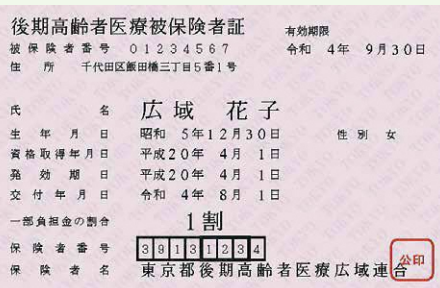 後期高齢者医療被保険者証
有効期限
被保険者番号 01234567
令和 4年 9月30日
住所 千代田区飯田橋三丁目5番1号
氏名 広域 花子
生年月日 昭和 5年12月30日 性別 女
資格取得年月日 平成20年 4月 1日
発効期日 平成20年 4月 1日
交付年月日 令和 4年 8月 1日
一部負担金の割合 1割
保険者番号 39131234
保険者名 東京都後期高齢者医療広域連合
公印